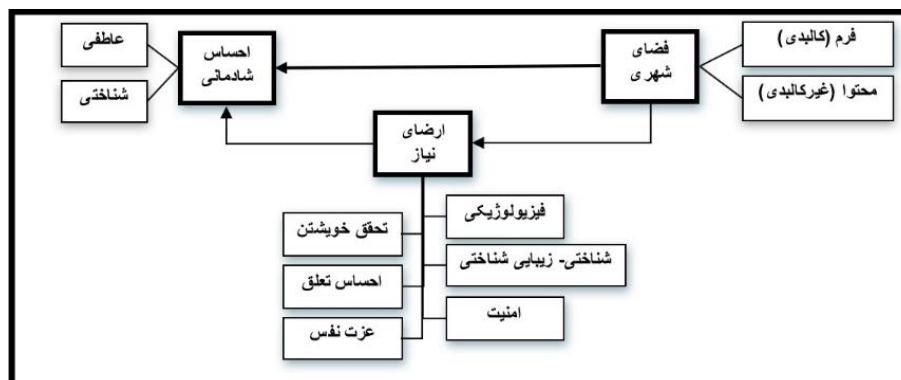 فرم (کالبدی)
محتوا (غیرکالبدی)
فضای
شهری
احساس
شادمانی
عاطفی
شناختی
ارضای
نیاز
فیزیولوژیکی
شناختی- زیبایی شناختی
امنیت
تحقق خویشتن
احساس تعلق
عزت نفس